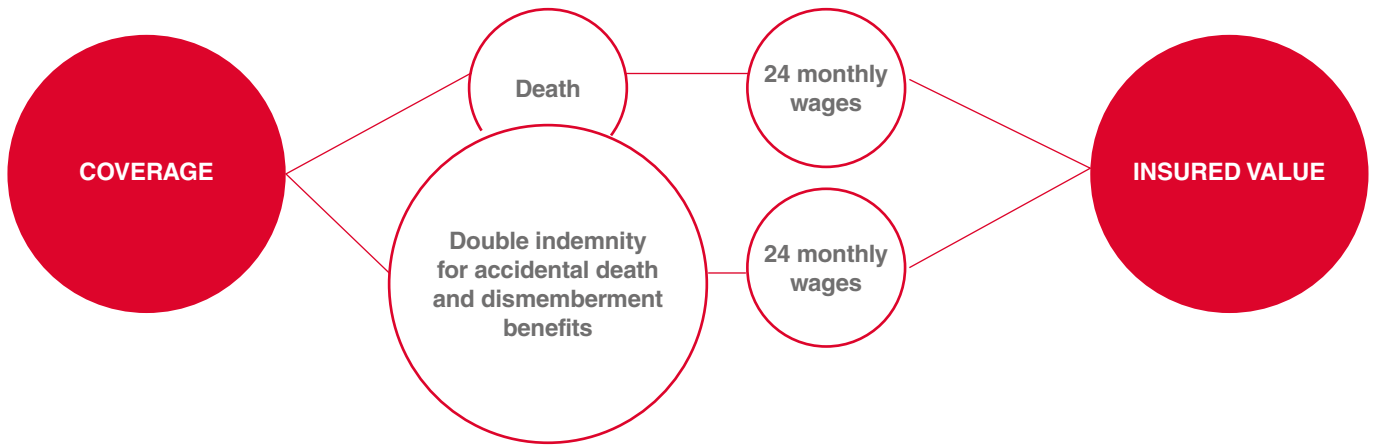 COVERAGE
Death
24 monthly
wages
Double indemnity
for accidental death
and dismemberment
benefits
24 monthly
wages
INSURED VALUE